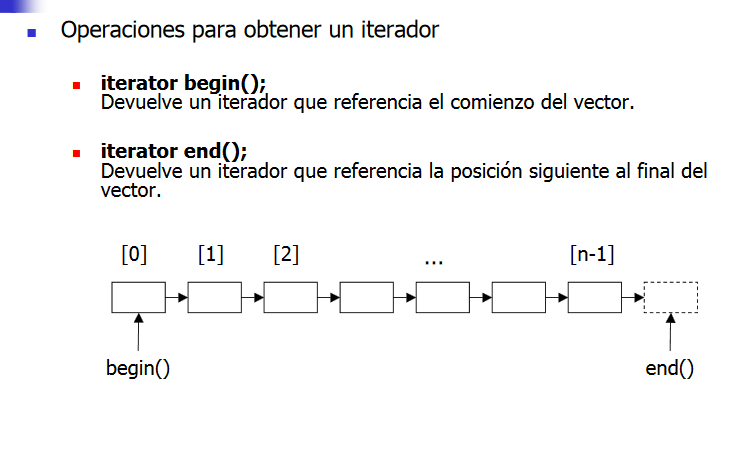 Operaciones para obtener un iterador
iterator begin();
Devuelve un iterador que referencia el comienzo del vector.
iterator end();
Devuelve un iterador que referencia la posición siguiente al final del
vector.
[0] [1] [2] ... [n-1]
begin() end()